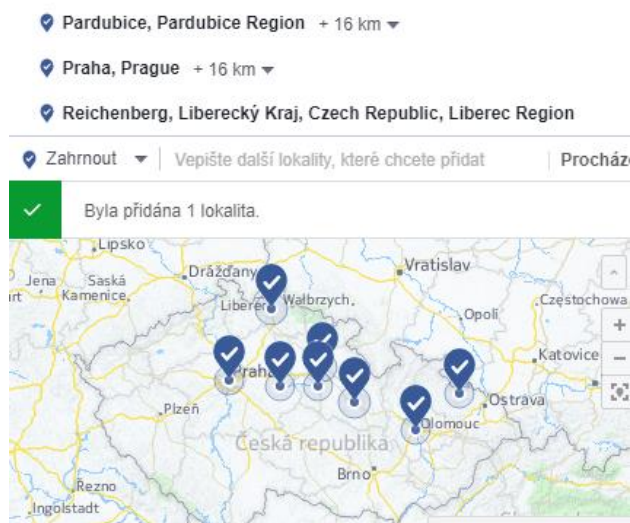 Pardubice, Pardubice Region + 16 km
Praha, Prague + 16 km
Reichenberg, Liberecký Kraj, Czech Republic, Liberec Region
Zahrnout Vepište další lokality, které chcete přidat Procháze
Byla přidána 1 lokalita.
Lipsko
Drážďany
Vratislav
Jena
Saská
Kamenice
Liberec
Wałbrzych
Częstochowa
Opolí
Katovice
Praha
Plzeň
Ostrava
Olomouc
Česká republika
Brno
Řezno
Ingolstadt